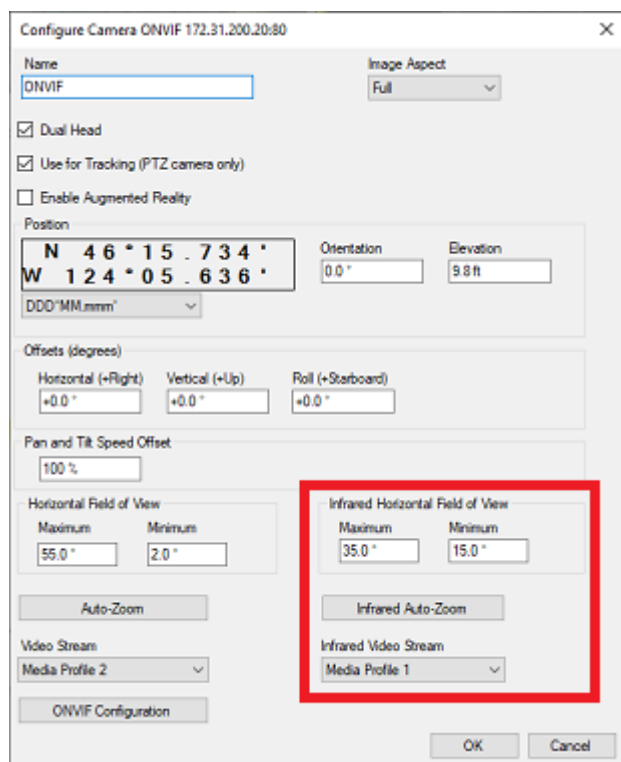 Configure Camera ONVIF 172.31.200.20:80
Name Image Aspect
ONVIF Full
Dual Head
Use for Tracking (PTZ camera only)
Enable Augmented Reality
Position
N 46°15.734' Orientation Elevation
W 124°05.636' 0.0 ° 9.8 ft
DDD°MM.mmm'
Offsets (degrees)
Horizontal (+Right) Vertical (+Up) Roll (+Starboard)
+0.0 ° +0.0 ° +0.0 °
Pan and Tilt Speed Offset
100 %
Horizontal Field of View Infrared Horizontal Field of View
Maximum Minimum Maximum Minimum
55.0 ° 2.0 ° 35.0 ° 15.0 °
Auto-Zoom Infrared Auto-Zoom
Video Stream Infrared Video Stream
Media Profile 2 Media Profile 1
ONVIF Configuration
OK Cancel